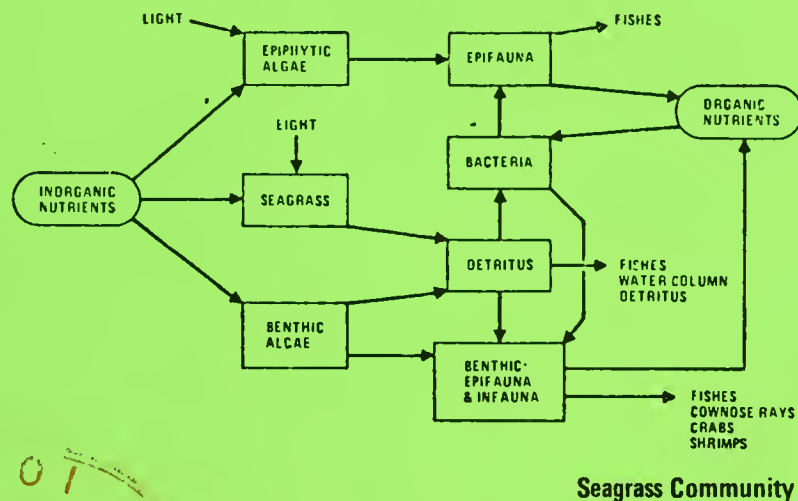 LIGHT
FISHES
EPIPHYTIC
ALGAE
EPIFAUNA
ORGANIC
NUTRIENTS
LIGHT
BACTERIA
INORGANIC
NUTRIENTS
SEAGRASS
DETRITUS
FISHES
WATER COLUMN
DETRITUS
BENTHIC
ALGAE
BENTHIC-
EPIFAUNA
& INFAUNA
FISHES
COWNOSE RAYS
CRABS
SHRIMPS
Seagrass Community